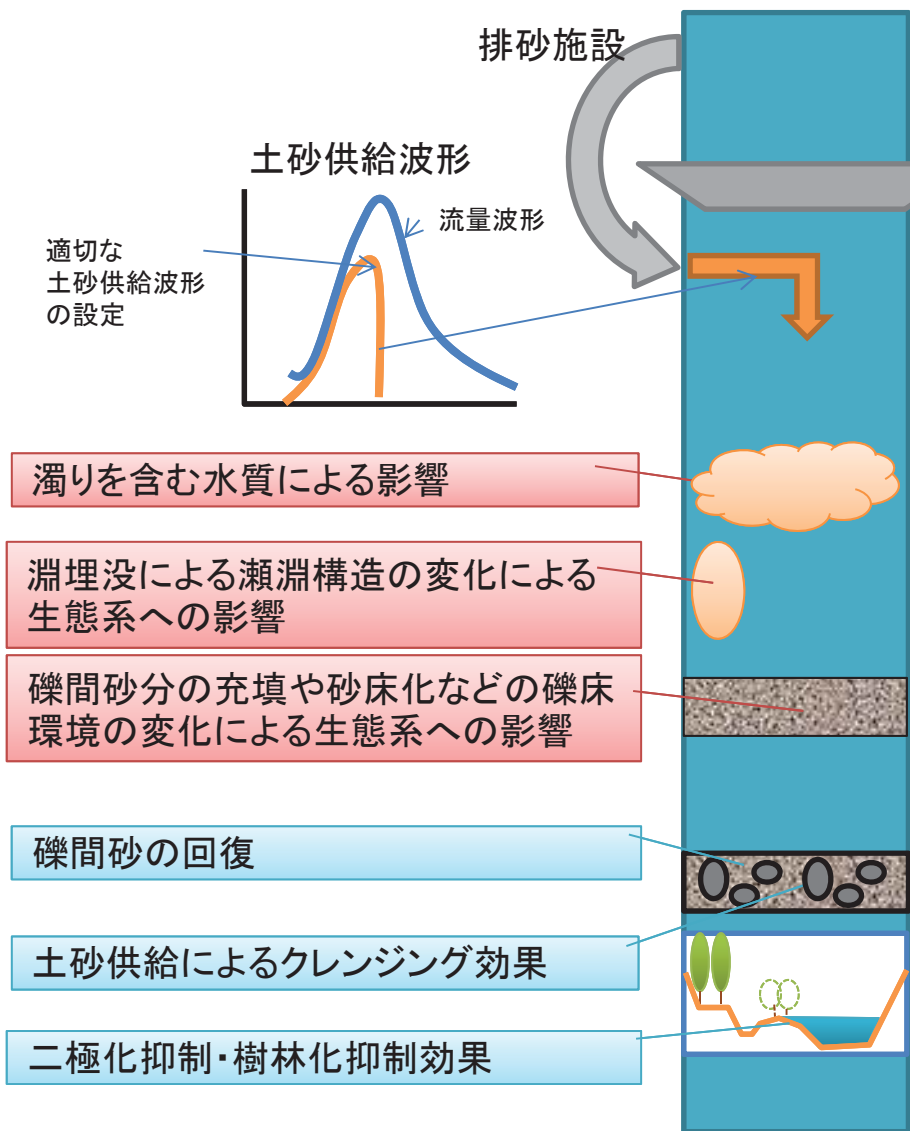 排砂施設
土砂供給波形
流量波形
適切な
土砂供給波形
の設定
濁りを含む水質による影響
淵埋没による瀬淵構造の変化による
生態系への影響
礫間砂分の充填や砂床化などの礫床
環境の変化による生態系への影響
礫間砂の回復
土砂供給によるクレンジング効果
二極化抑制・樹林化抑制効果